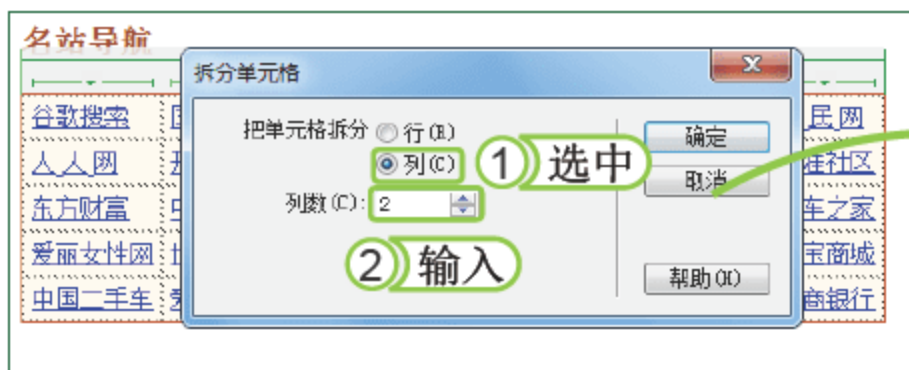 名站导航
拆分单元格
谷歌搜索
民网
把单元格拆分 行(R)
确定
人人网
社区
列(C) ① 选中
取消
东方财富
车之家
列数(C): 2
爱丽女性网
宝商城
② 输入
帮助(H)
中国二手车
商银行